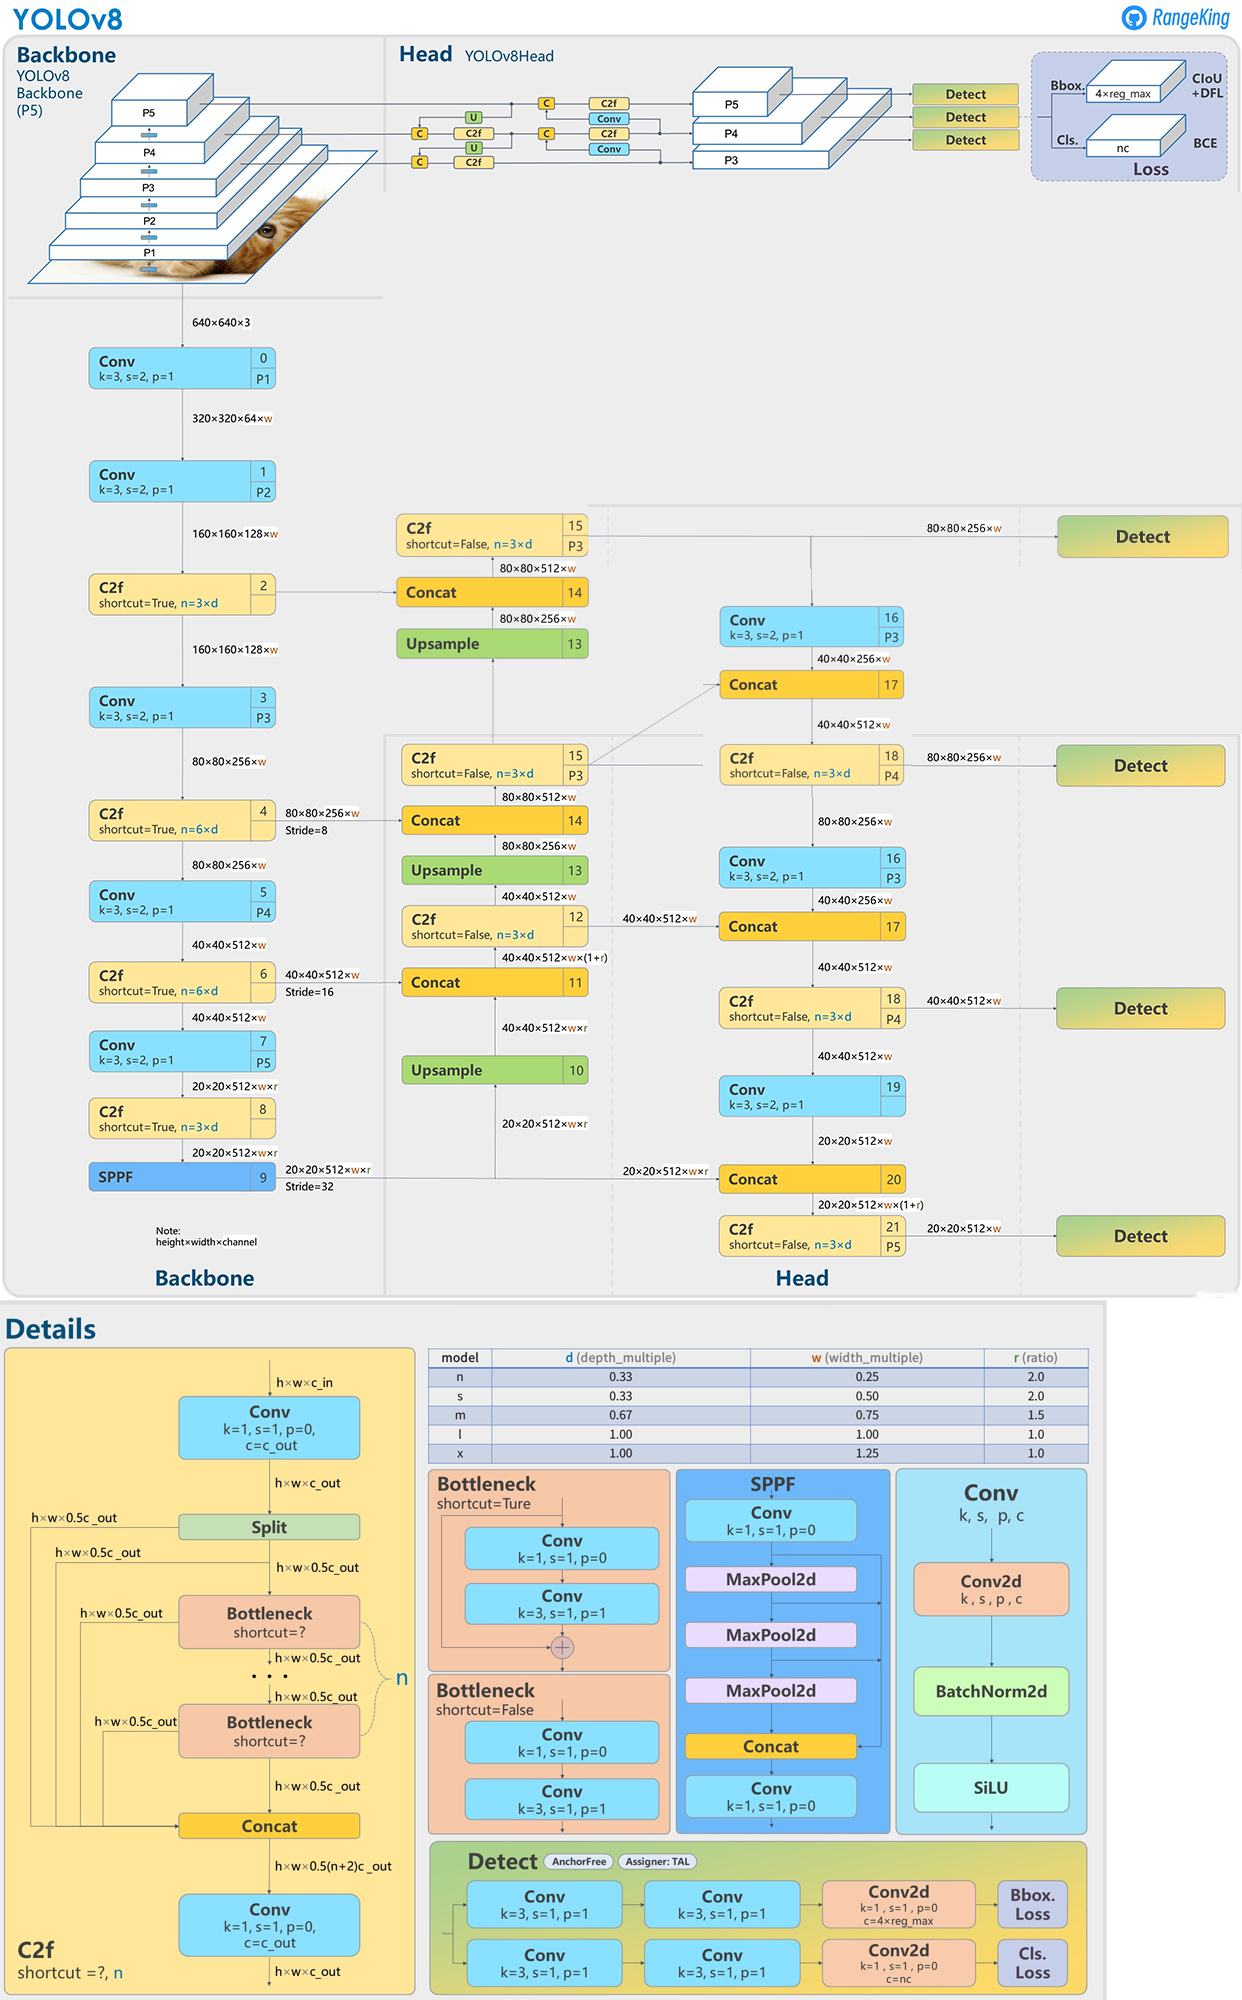 YOLOv8
RangeKing
Backbone
YOLOv8
Backbone
(P5)
P5
P4
P3
P2
P1
Head YOLOv8Head
C C2f
U Conv
C C2f C C2f
U Conv
C C2f
P5
P4
P3
Detect
Detect
Detect
Bbox. 4×reg_max CIoU
+DFL
Cls. nc BCE
Loss
640×640×3
Conv 0
k=3, s=2, p=1 P1
320×320×64×w
Conv 1
k=3, s=2, p=1 P2
160×160×128×w
C2f 2
shortcut=True, n=3×d
160×160×128×w
Conv 3
k=3, s=2, p=1 P3
80×80×256×w
C2f 4
shortcut=True, n=6×d
80×80×256×w
Stride=8
80×80×256×w
Conv 5
k=3, s=2, p=1 P4
40×40×512×w
C2f 6
shortcut=True, n=6×d
40×40×512×w
Stride=16
40×40×512×w
Conv 7
k=3, s=2, p=1 P5
20×20×512×w×r
C2f 8
shortcut=True, n=3×d
20×20×512×w×r
SPPF 9
20×20×512×w×r
Stride=32
Note:
height×width×channel
Backbone
C2f 15
shortcut=False, n=3×d P3
80×80×512×w
Concat 14
80×80×256×w
Upsample 13
C2f 15
shortcut=False, n=3×d P3
80×80×512×w
Concat 14
80×80×256×w
Upsample 13
40×40×512×w
C2f 12
shortcut=False, n=3×d
40×40×512×w
40×40×512×w×(1+r)
Concat 11
40×40×512×w×r
Upsample 10
20×20×512×w×r
20×20×512×w×r
80×80×256×w
Detect
Conv 16
k=3, s=2, p=1 P3
40×40×256×w
Concat 17
40×40×512×w
C2f 18
shortcut=False, n=3×d P4
80×80×256×w
Detect
80×80×256×w
Conv 16
k=3, s=2, p=1 P3
40×40×256×w
Concat 17
40×40×512×w
C2f 18
shortcut=False, n=3×d P4
40×40×512×w
Detect
40×40×512×w
Conv 19
k=3, s=2, p=1
20×20×512×w
Concat 20
20×20×512×w×(1+r)
C2f 21
shortcut=False, n=3×d P5
20×20×512×w
Detect
Head
Details
h×w×c_in
Conv
k=1, s=1, p=0,
c=c_out
h×w×c_out
h×w×0.5c_out
Split
h×w×0.5c_out
h×w×0.5c_out
h×w×0.5c_out
Bottleneck
shortcut=?
h×w×0.5c_out
· · ·
n
h×w×0.5c_out
h×w×0.5c_out
Bottleneck
shortcut=?
h×w×0.5c_out
Concat
h×w×0.5(n+2)c_out
Conv
k=1, s=1, p=0,
c=c_out
C2f
shortcut =?, n
h×w×c_out
model d (depth_multiple) w (width_multiple) r (ratio)
n 0.33 0.25 2.0
s 0.33 0.50 2.0
m 0.67 0.75 1.5
l 1.00 1.00 1.0
x 1.00 1.25 1.0
Bottleneck
shortcut=Ture
Conv
k=1, s=1, p=0
Conv
k=3, s=1, p=1
+
Bottleneck
shortcut=False
Conv
k=1, s=1, p=0
Conv
k=3, s=1, p=1
SPPF
Conv
k=1, s=1, p=0
MaxPool2d
MaxPool2d
MaxPool2d
Concat
Conv
k=1, s=1, p=0
Conv
k, s, p, c
Conv2d
k, s, p, c
BatchNorm2d
SiLU
Detect AnchorFree Assigner: TAL
Conv
k=3, s=1, p=1
Conv
k=3, s=1, p=1
Conv2d
k=1, s=1, p=0
c=4×reg_max
Bbox.
Loss
Conv
k=3, s=1, p=1
Conv
k=3, s=1, p=1
Conv2d
k=1, s=1, p=0
c=nc
Cls.
Loss